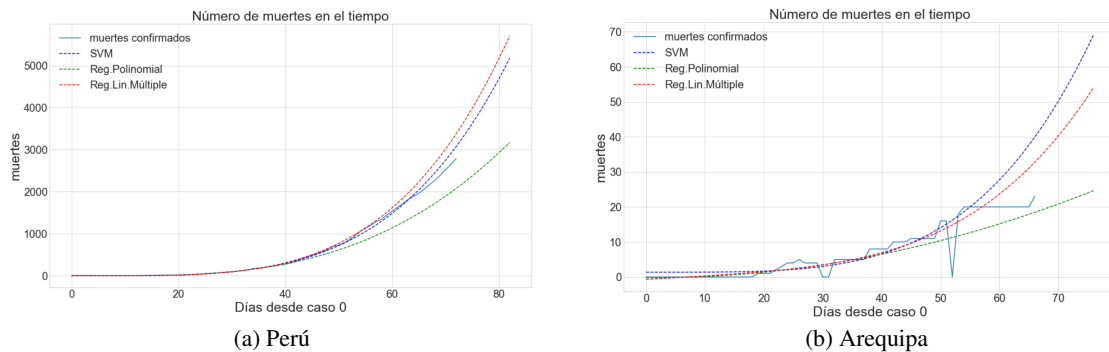 Número de muertes en el tiempo
muertes confirmados
SVM
Reg.Polinomial
Reg.Lin.Múltiple
muertes
5000
4000
3000
2000
1000
0
0 20 40 60 80
Días desde caso 0
(a) Perú
Número de muertes en el tiempo
muertes confirmados
SVM
Reg.Polinomial
Reg.Lin.Múltiple
muertes
70
60
50
40
30
20
10
0
0 10 20 30 40 50 60 70
Días desde caso 0
(b) Arequipa